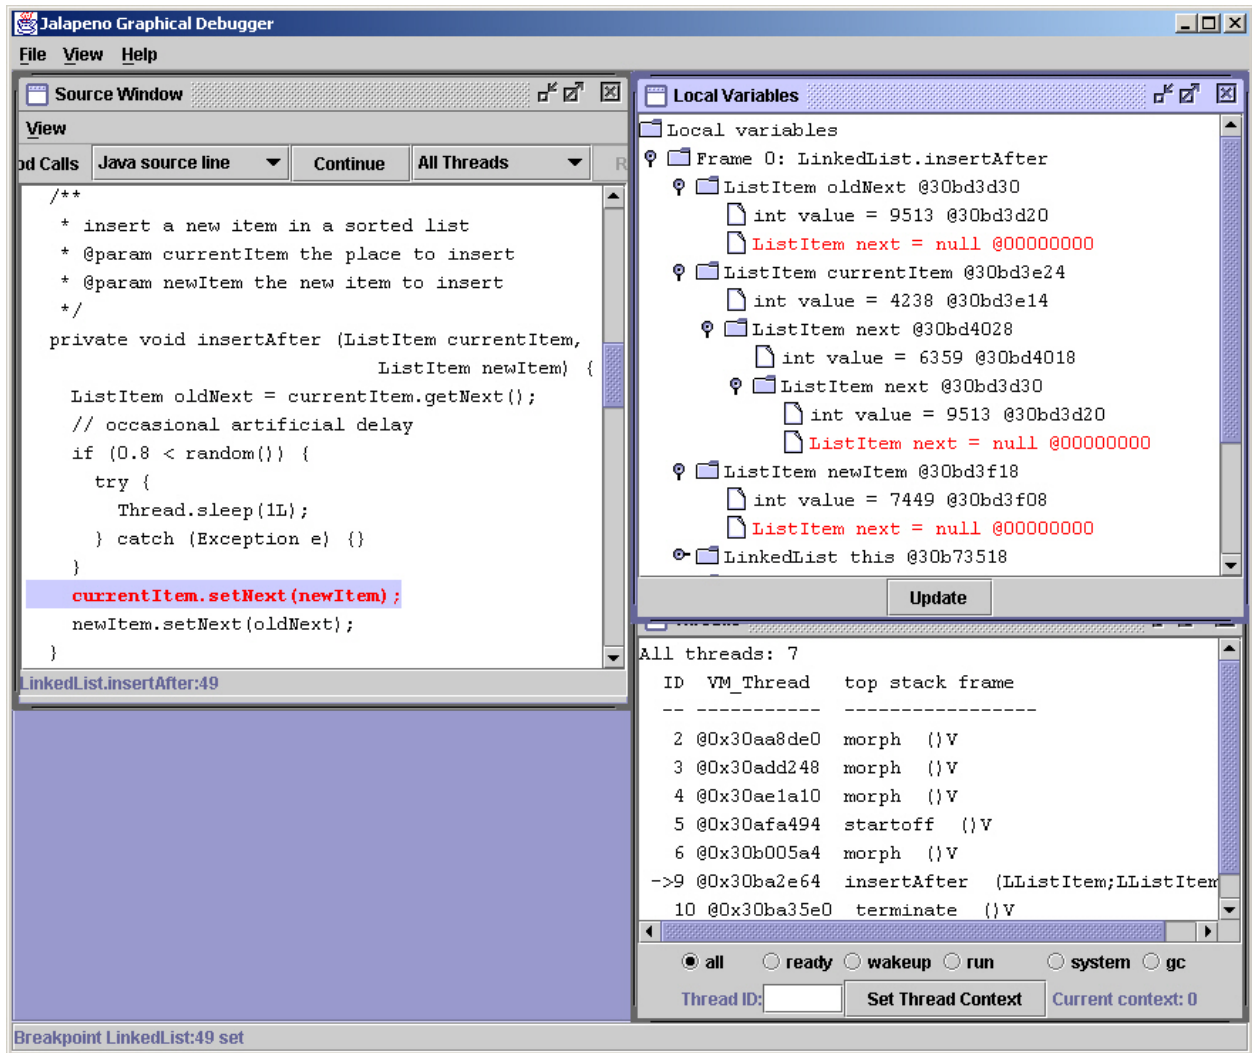 Jalapeno Graphical Debugger
File View Help
Source Window
View
od Calls Java source line Continue All Threads R
/**
* insert a new item in a sorted list
* @param currentItem the place to insert
* @param newItem the new item to insert
*/
private void insertAfter (ListItem currentItem,
ListItem newItem) {
ListItem oldNext = currentItem.getNext();
// occasional artificial delay
if (0.8 < random()) {
try {
Thread.sleep(1L);
} catch (Exception e) {}
}
currentItem.setNext(newItem);
newItem.setNext(oldNext);
}
LinkedList.insertAfter:49
Local Variables
Local variables
Frame 0: LinkedList.insertAfter
ListItem oldNext @30bd3d30
int value = 9513 @30bd3d20
ListItem next = null @00000000
ListItem currentItem @30bd3e24
int value = 4238 @30bd3e14
ListItem next @30bd4028
int value = 6359 @30bd4018
ListItem next @30bd3d30
int value = 9513 @30bd3d20
ListItem next = null @00000000
ListItem newItem @30bd3f18
int value = 7449 @30bd3f08
ListItem next = null @00000000
LinkedList this @30b73518
Update
All threads: 7
ID VM_Thread top stack frame
-- ----------- -----------------
2 @0x30aa8de0 morph ()V
3 @0x30add248 morph ()V
4 @0x30ae1a10 morph ()V
5 @0x30afa494 startoff ()V
6 @0x30b005a4 morph ()V
->9 @0x30ba2e64 insertAfter (LListItem;LListItem
10 @0x30ba35e0 terminate ()V
all ready wakeup run system gc
Thread ID: Set Thread Context Current context: 0
Breakpoint LinkedList:49 set